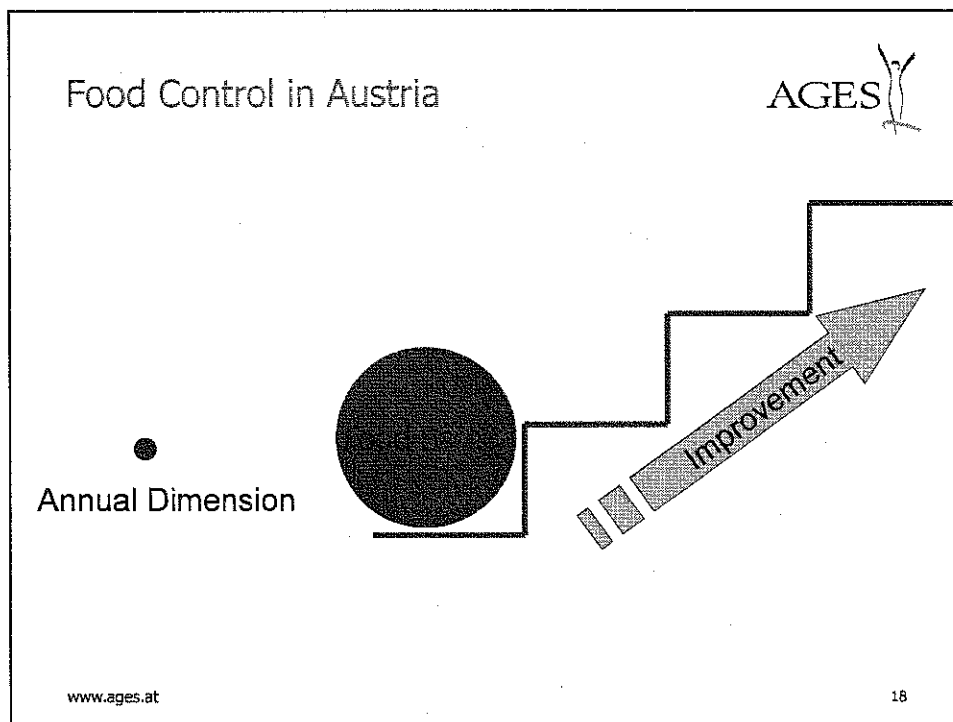 Food Control in Austria
AGES
Improvement
Annual Dimension
www.ages.at
18